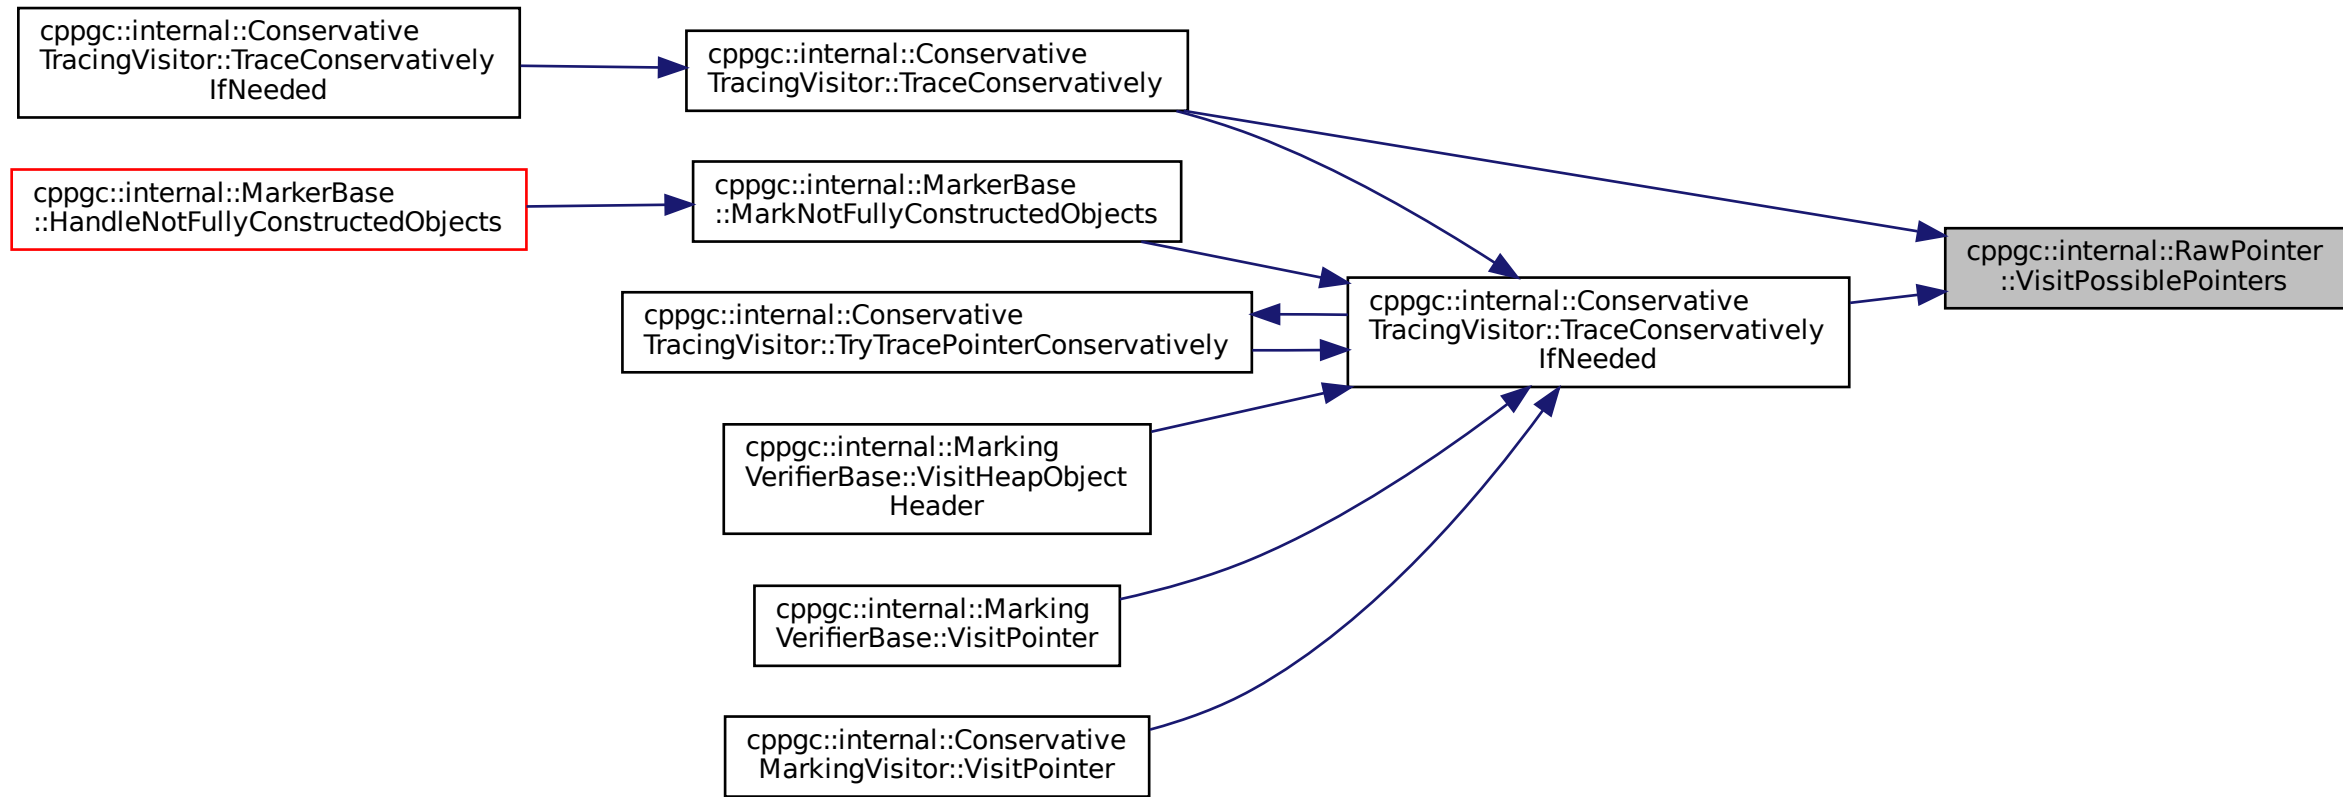 cppgc::internal::Conservative
TracingVisitor::TraceConservatively
IfNeeded
cppgc::internal::Conservative
TracingVisitor::TraceConservatively
cppgc::internal::MarkerBase
::HandleNotFullyConstructedObjects
cppgc::internal::MarkerBase
::MarkNotFullyConstructedObjects
cppgc::internal::RawPointer
::VisitPossiblePointers
cppgc::internal::Conservative
TracingVisitor::TryTracePointerConservatively
cppgc::internal::Conservative
TracingVisitor::TraceConservatively
IfNeeded
cppgc::internal::Marking
VerifierBase::VisitHeapObject
Header
cppgc::internal::Marking
VerifierBase::VisitPointer
cppgc::internal::Conservative
MarkingVisitor::VisitPointer